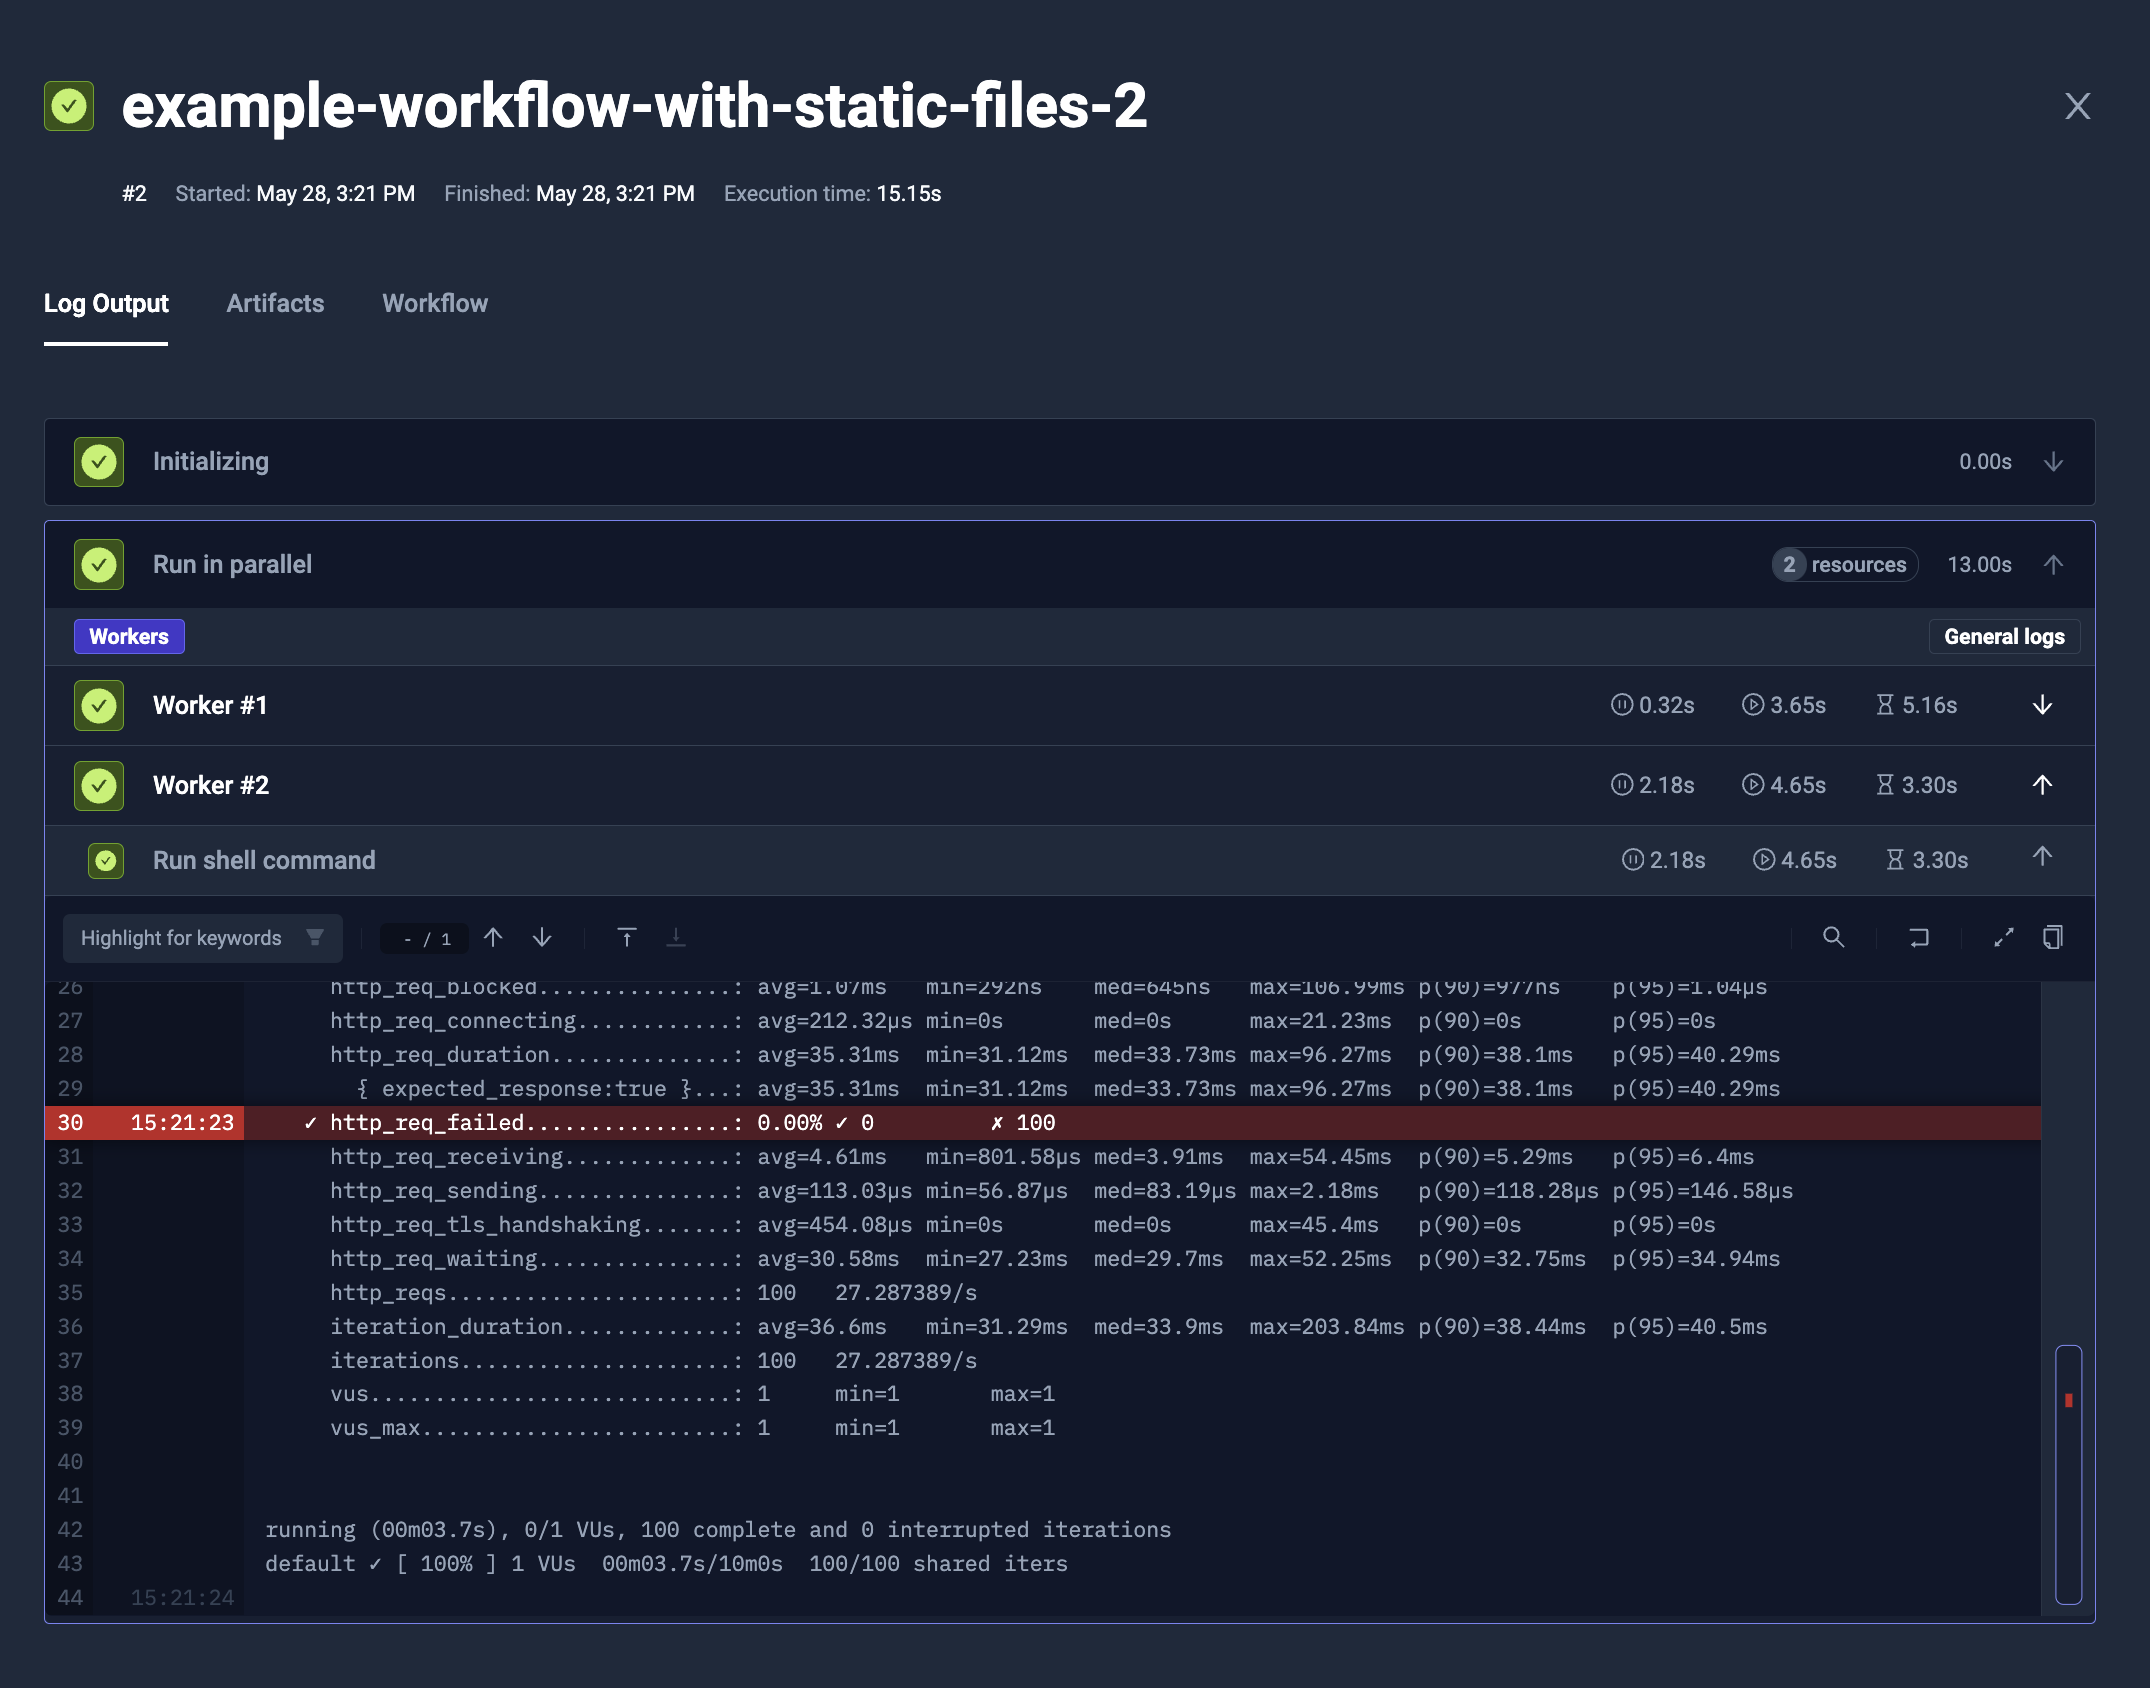 example-workflow-with-static-files-2
#2 Started: May 28, 3:21 PM Finished: May 28, 3:21 PM Execution time: 15.15s
Log Output Artifacts Workflow
Initializing 0.00s
Run in parallel 2 resources 13.00s
Workers General logs
Worker #1 0.32s 3.65s 5.16s
Worker #2 2.18s 4.65s 3.30s
Run shell command 2.18s 4.65s 3.30s
Highlight for keywords - / 1
26 http_req_blocked...............: avg=1.07ms min=292ns med=645ns max=106.99ms p(90)=977ns p(95)=1.04µs
27 http_req_connecting............: avg=212.32µs min=0s med=0s max=21.23ms p(90)=0s p(95)=0s
28 http_req_duration..............: avg=35.31ms min=31.12ms med=33.73ms max=96.27ms p(90)=38.1ms p(95)=40.29ms
29 { expected_response:true }...: avg=35.31ms min=31.12ms med=33.73ms max=96.27ms p(90)=38.1ms p(95)=40.29ms
30 15:21:23 ✓ http_req_failed................: 0.00% ✓ 0 ✗ 100
31 http_req_receiving.............: avg=4.61ms min=801.58µs med=3.91ms max=54.45ms p(90)=5.29ms p(95)=6.4ms
32 http_req_sending...............: avg=113.03µs min=56.87µs med=83.19µs max=2.18ms p(90)=118.28µs p(95)=146.58µs
33 http_req_tls_handshaking.......: avg=454.08µs min=0s med=0s max=45.4ms p(90)=0s p(95)=0s
34 http_req_waiting...............: avg=30.58ms min=27.23ms med=29.7ms max=52.25ms p(90)=32.75ms p(95)=34.94ms
35 http_reqs......................: 100 27.287389/s
36 iteration_duration.............: avg=36.6ms min=31.29ms med=33.9ms max=203.84ms p(90)=38.44ms p(95)=40.5ms
37 iterations.....................: 100 27.287389/s
38 vus............................: 1 min=1 max=1
39 vus_max........................: 1 min=1 max=1
40
41
42 running (00m03.7s), 0/1 VUs, 100 complete and 0 interrupted iterations
43 default ✓ [ 100% ] 1 VUs 00m03.7s/10m0s 100/100 shared iters
44 15:21:24